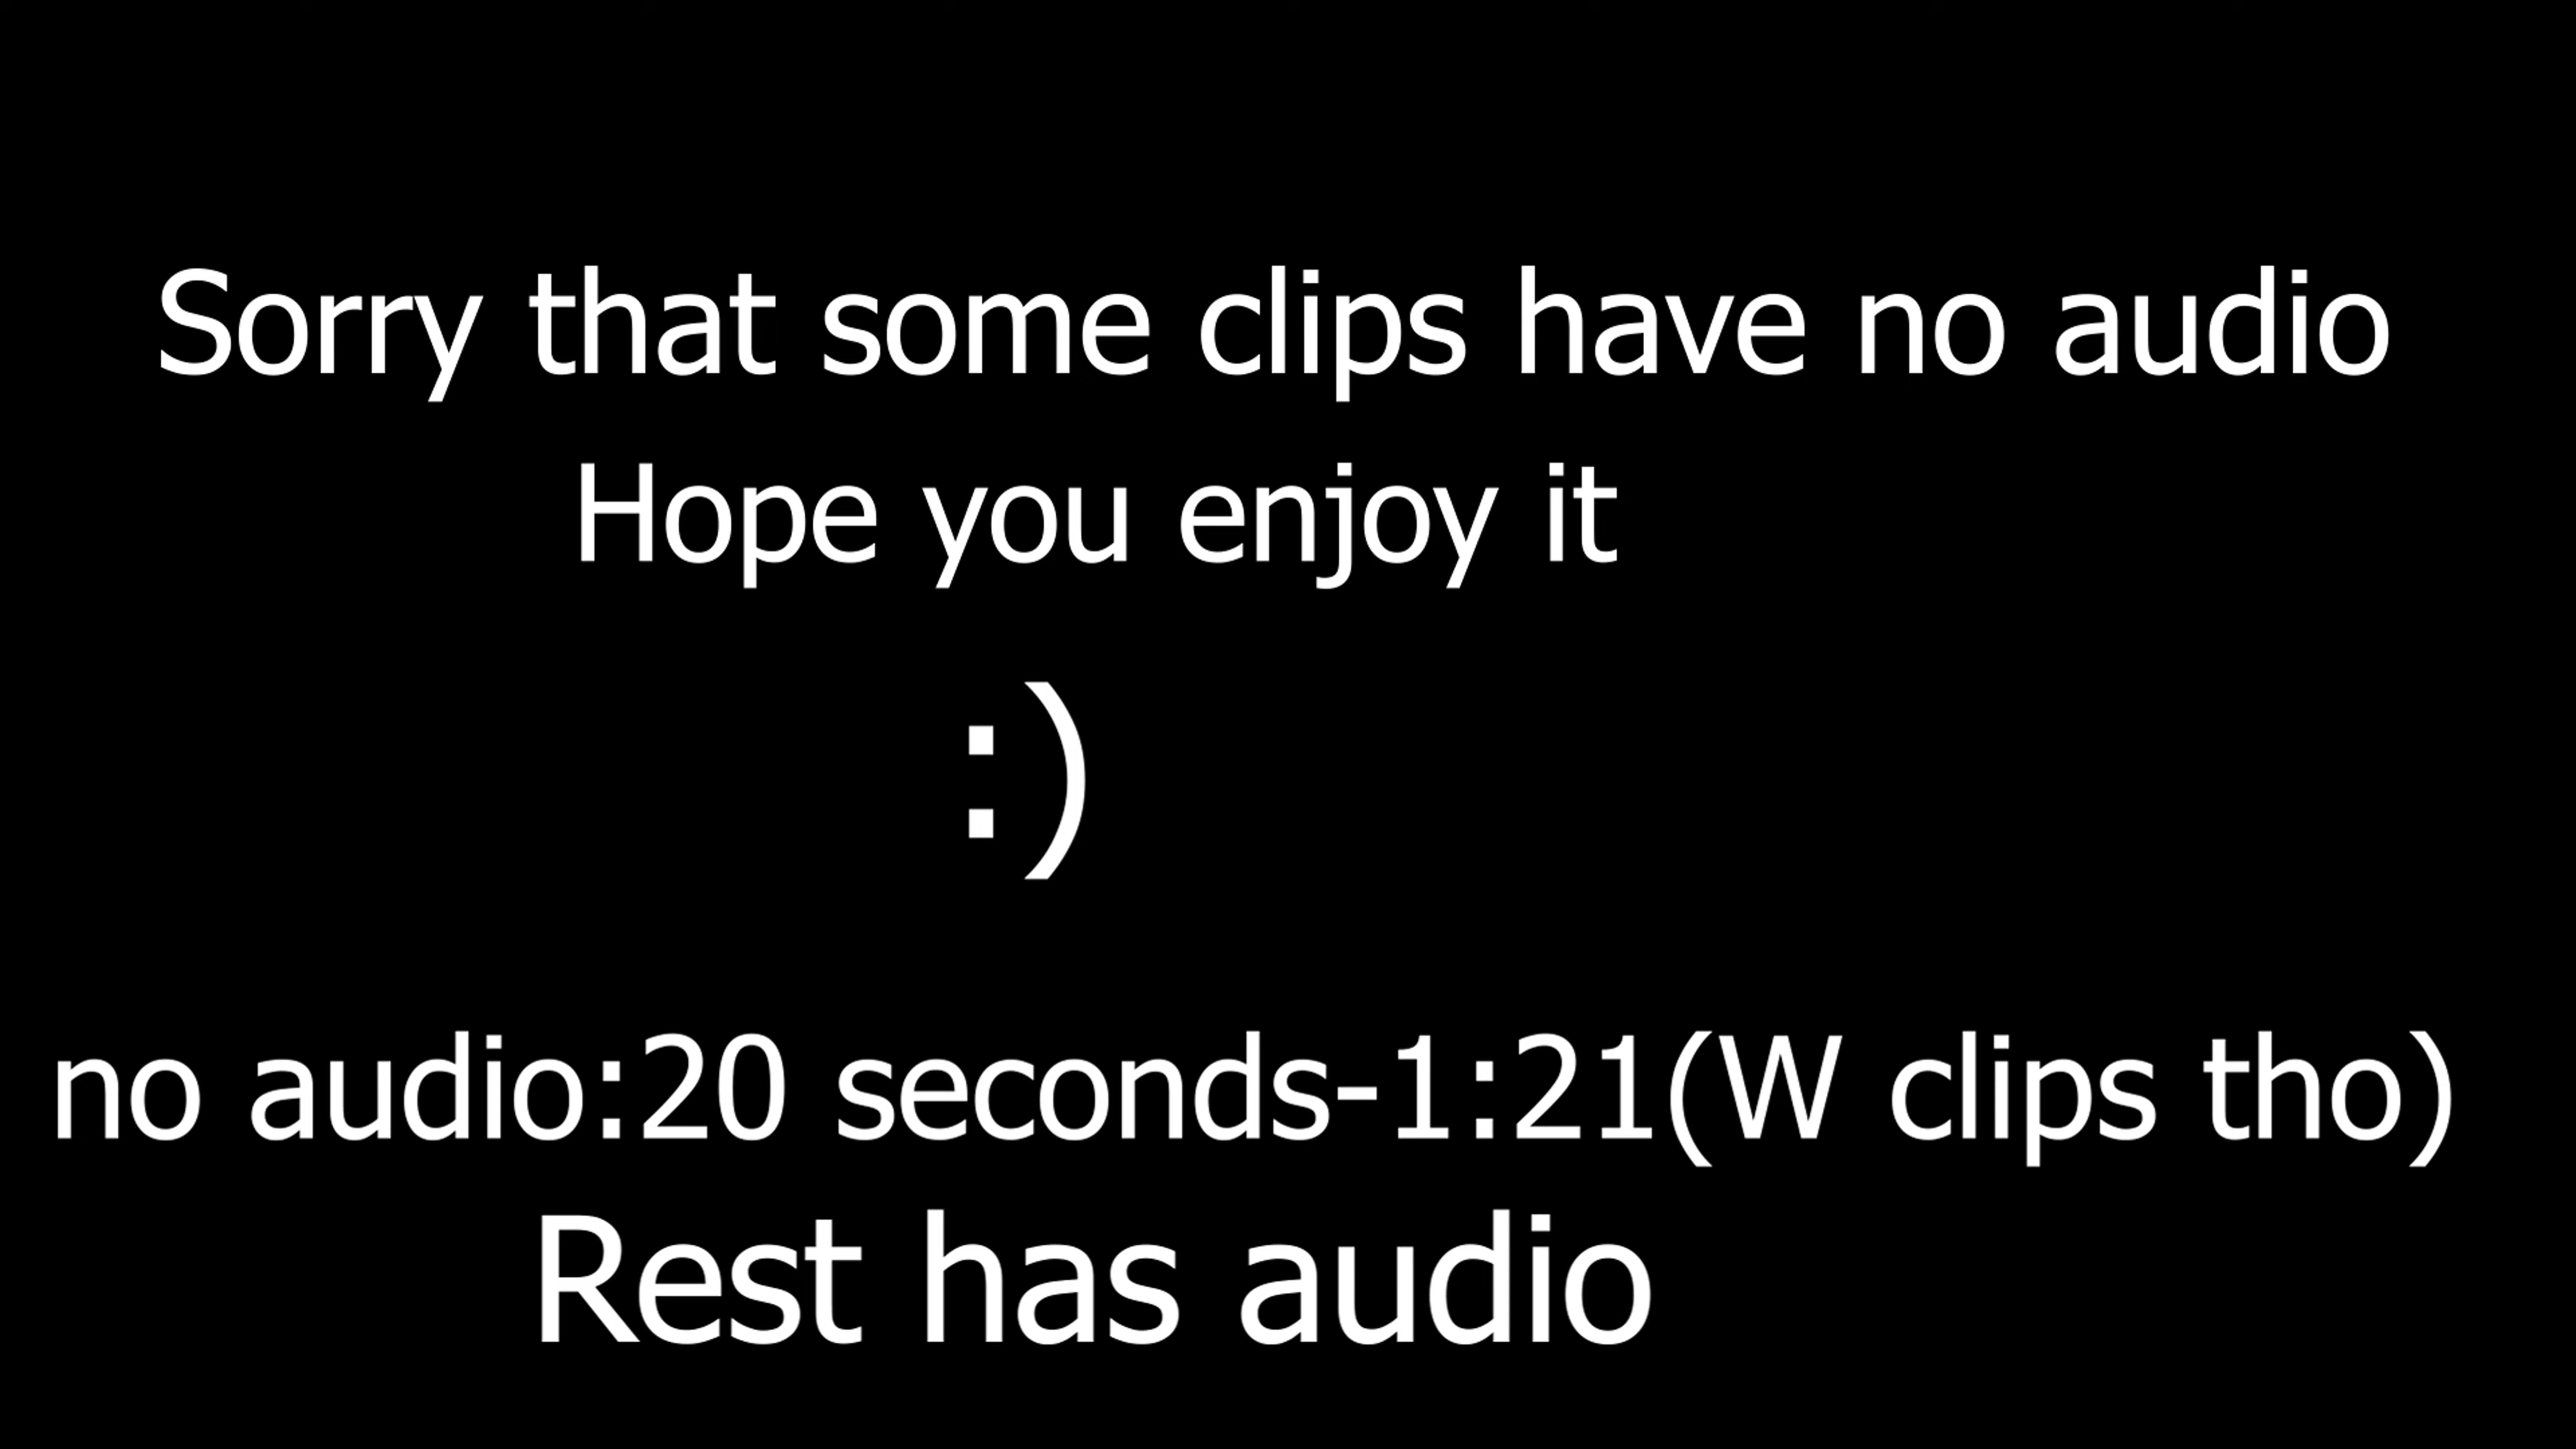 Sorry that some clips have no audio
Hope you enjoy it
:)
no audio:20 seconds-1:21(W clips tho)
Rest has audio